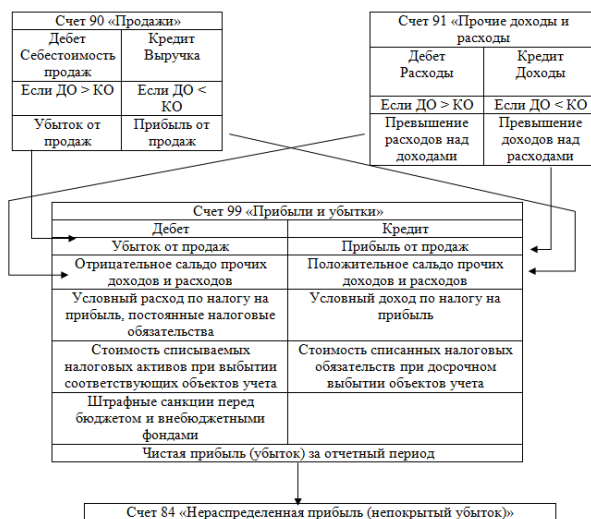 Счет 90 «Продажи»
Дебет
Себестоимость
продаж
Кредит
Выручка
Если ДО > КО
Если ДО <
КО
Убыток от
продаж
Прибыль от
продаж
Счет 91 «Прочие доходы и
расходы
Дебет
Расходы
Кредит
Доходы
Если ДО > КО
Если ДО < КО
Превышение
расходов над
доходами
Превышение
доходов над
расходами
Счет 99 «Прибыли и убытки»
Дебет
Кредит
Убыток от продаж
Прибыль от продаж
Отрицательное сальдо прочих
доходов и расходов
Положительное сальдо прочих
доходов и расходов
Условный расход по налогу на
прибыль, постоянные налоговые
обязательства
Условный доход по налогу на
прибыль
Стоимость списываемых
налоговых активов при выбытии
соответствующих объектов учета
Стоимость списанных налоговых
обязательств при досрочном
выбытии объектов учета
Штрафные санкции перед
бюджетом и внебюджетными
фондами
Чистая прибыль (убыток) за отчетный период
Счет 84 «Нераспределенная прибыль (непокрытый убыток)»